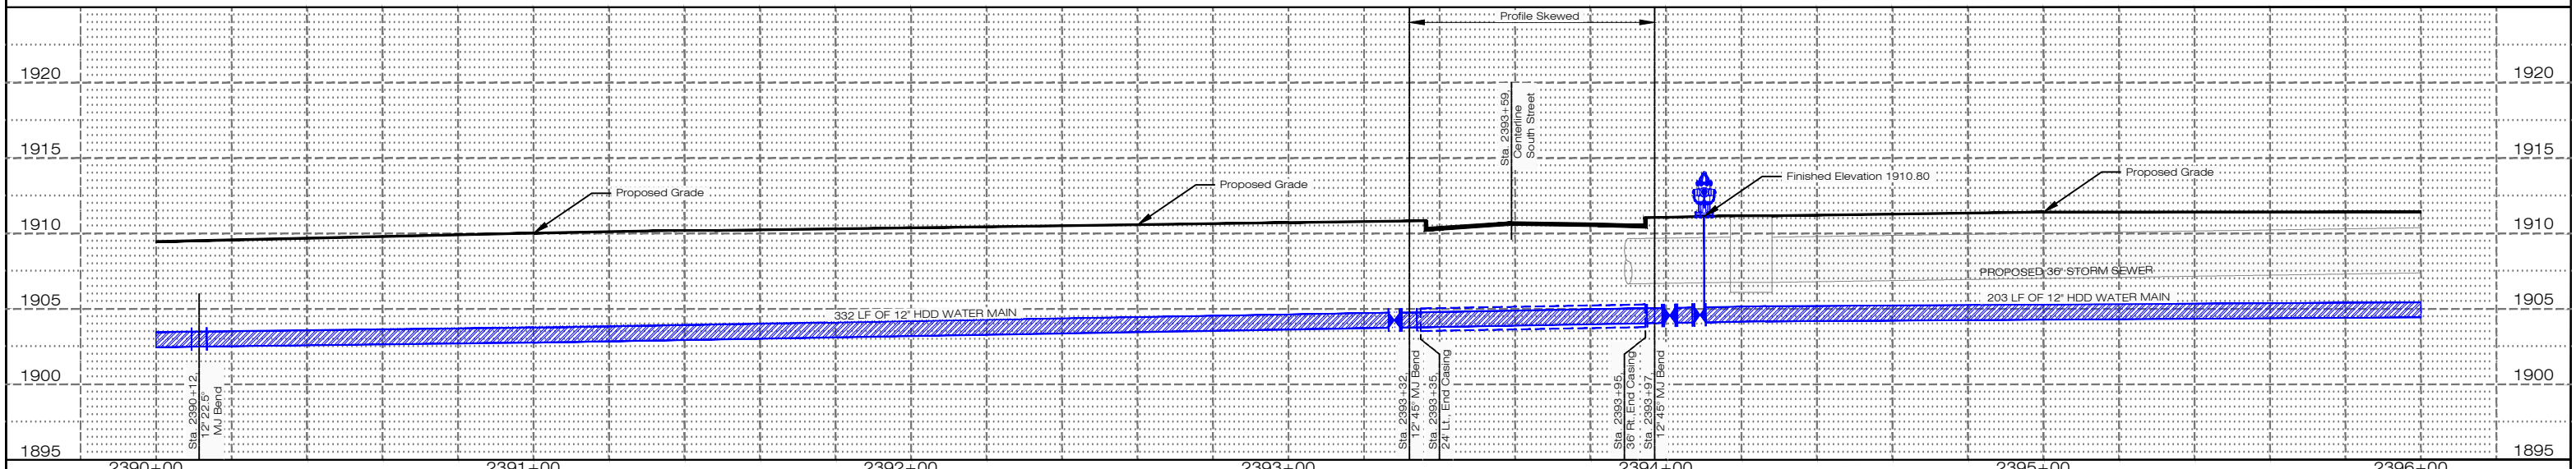 Profile Skewed
1920
1920
Sta. 2393+59,
Centerline
South Street
1915
1915
Proposed Grade
Proposed Grade
Finished Elevation 1910.80
Proposed Grade
1910
1910
PROPOSED 36" STORM SEWER
1905
332 LF OF 12" HDD WATER MAIN
203 LF OF 12" HDD WATER MAIN
1905
Sta. 2390+12,
12" 22.5°
MJ Bend
Sta. 2393+32,
12" 45° MJ Bend
Sta. 2393+35,
24' Lt., End Casing
Sta. 2393+95,
36' Rt., End Casing
Sta. 2393+97,
12" 45° MJ Bend
1900
1900
1895
1895
2390+00
2391+00
2392+00
2393+00
2394+00
2395+00
2396+00